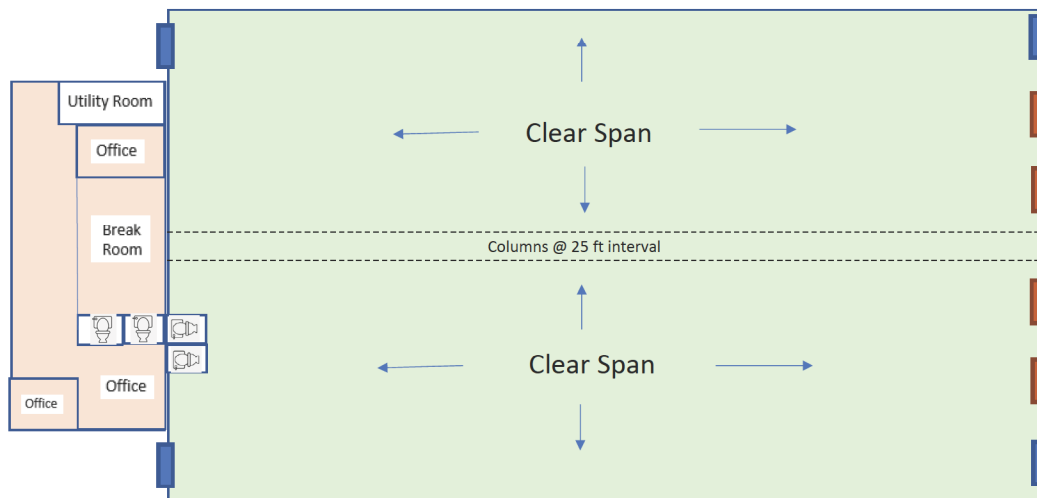 Utility Room
Office
Clear Span
Break
Room
Columns @ 25 ft interval
Clear Span
Office
Office